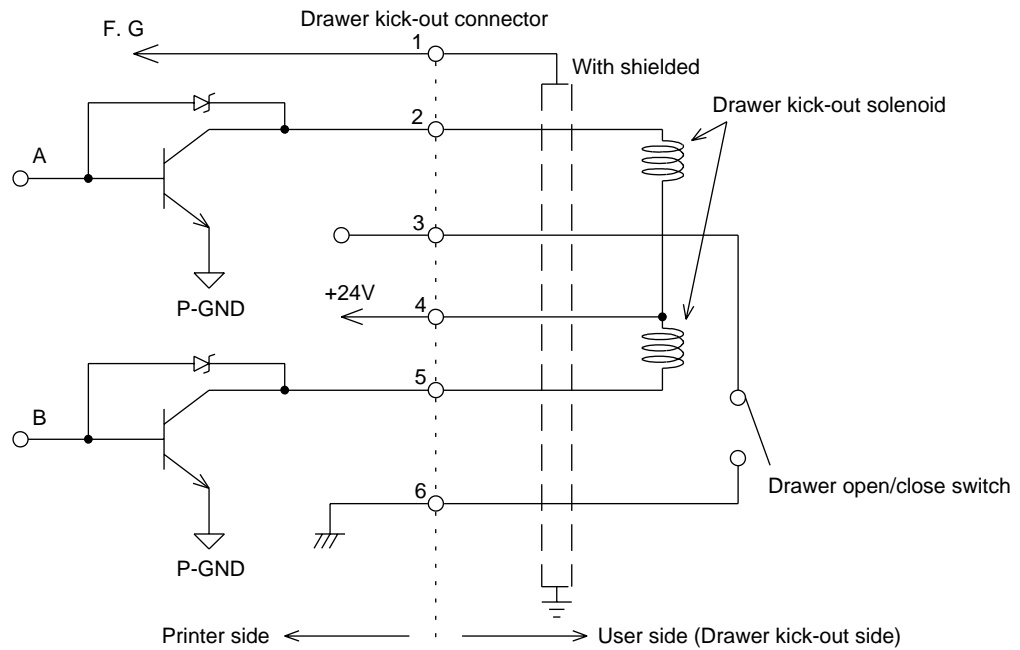 Drawer kick-out connector
F. G
1
With shielded
Drawer kick-out solenoid
2
A
3
P-GND
+24V
4
5
B
Drawer open/close switch
6
P-GND
Printer side
User side (Drawer kick-out side)